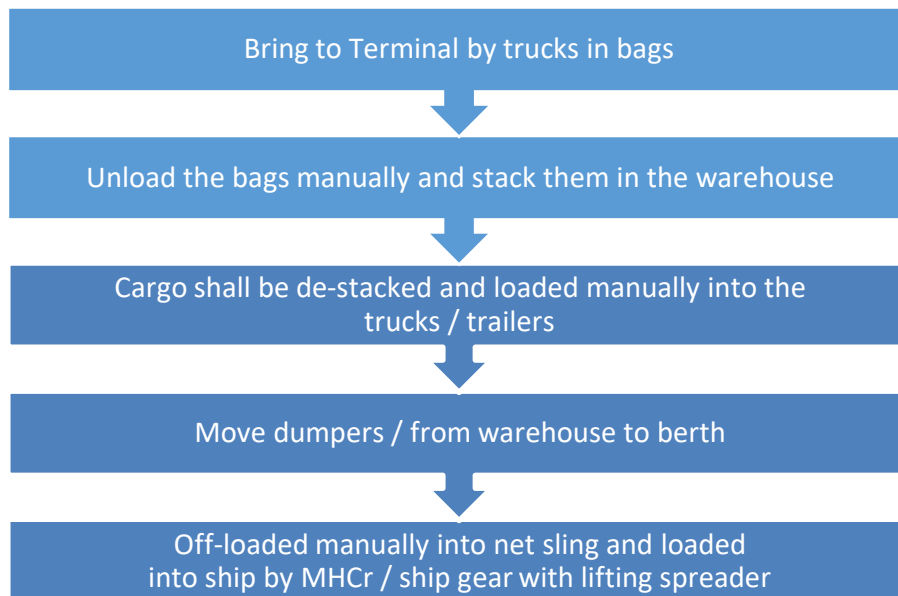 Bring to Terminal by trucks in bags
Unload the bags manually and stack them in the warehouse
Cargo shall be de-stacked and loaded manually into the
trucks / trailers
Move dumpers / from warehouse to berth
Off-loaded manually into net sling and loaded
into ship by MHCr / ship gear with lifting spreader